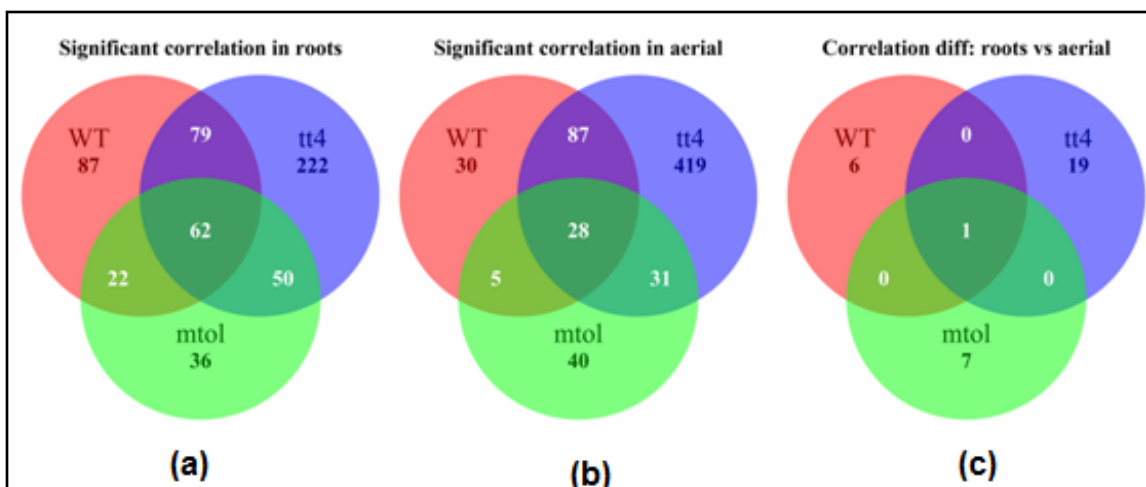 Significant correlation in roots
WT
87
79
tt4
222
62
22
50
mtol
36
(a)
Significant correlation in aerial
WT
30
87
tt4
419
28
5
31
mtol
40
(b)
Correlation diff: roots vs aerial
WT
6
0
tt4
19
1
0
0
mtol
7
(c)